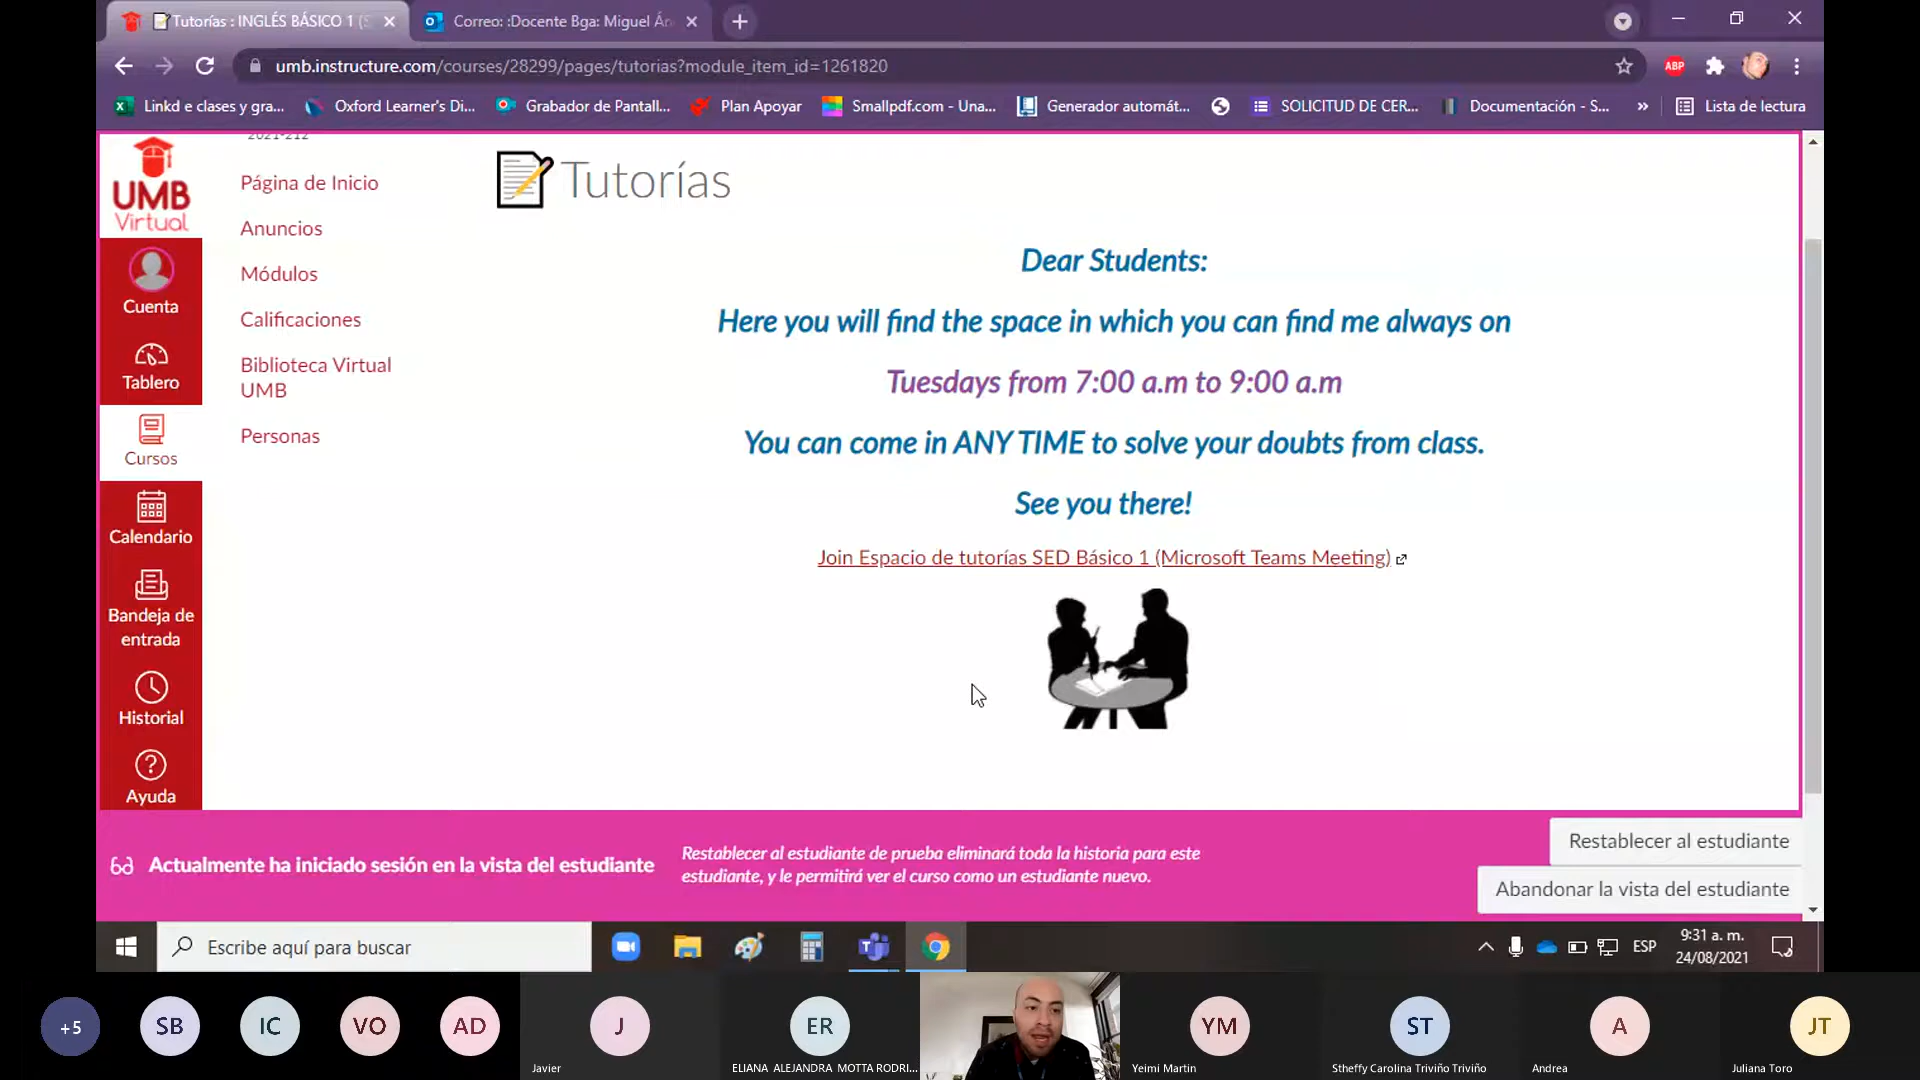 Tutorías : INGLÉS BÁSICO 1 (S
Correo: :Docente Bga: Miguel Án
umb.instructure.com/courses/28299/pages/tutorias?module_item_id=1261820
ABP
Linkd e clases y gra...
Oxford Learner's Di...
Grabador de Pantall...
Plan Apoyar
Smallpdf.com - Una...
Generador automát...
SOLICITUD DE CER...
Documentación - S...
»
Lista de lectura
UMB
Virtual
Cuenta
Tablero
Cursos
Calendario
Bandeja de
entrada
Historial
Ayuda
2021-212
Página de Inicio
Anuncios
Módulos
Calificaciones
Biblioteca Virtual
UMB
Personas
Tutorías
Dear Students:
Here you will find the space in which you can find me always on
Tuesdays from 7:00 a.m to 9:00 a.m
You can come in ANY TIME to solve your doubts from class.
See you there!
Join Espacio de tutorías SED Básico 1 (Microsoft Teams Meeting)
Actualmente ha iniciado sesión en la vista del estudiante
Restablecer al estudiante de prueba eliminará toda la historia para este
estudiante, y le permitirá ver el curso como un estudiante nuevo.
Restablecer al estudiante
Abandonar la vista del estudiante
Escribe aquí para buscar
ESP
9:31 a. m.
24/08/2021
+5
SB
IC
VO
AD
J
Javier
ER
ELIANA ALEJANDRA MOTTA RODRI...
YM
Yeimi Martin
ST
Stheffy Carolina Triviño Triviño
A
Andrea
JT
Juliana Toro